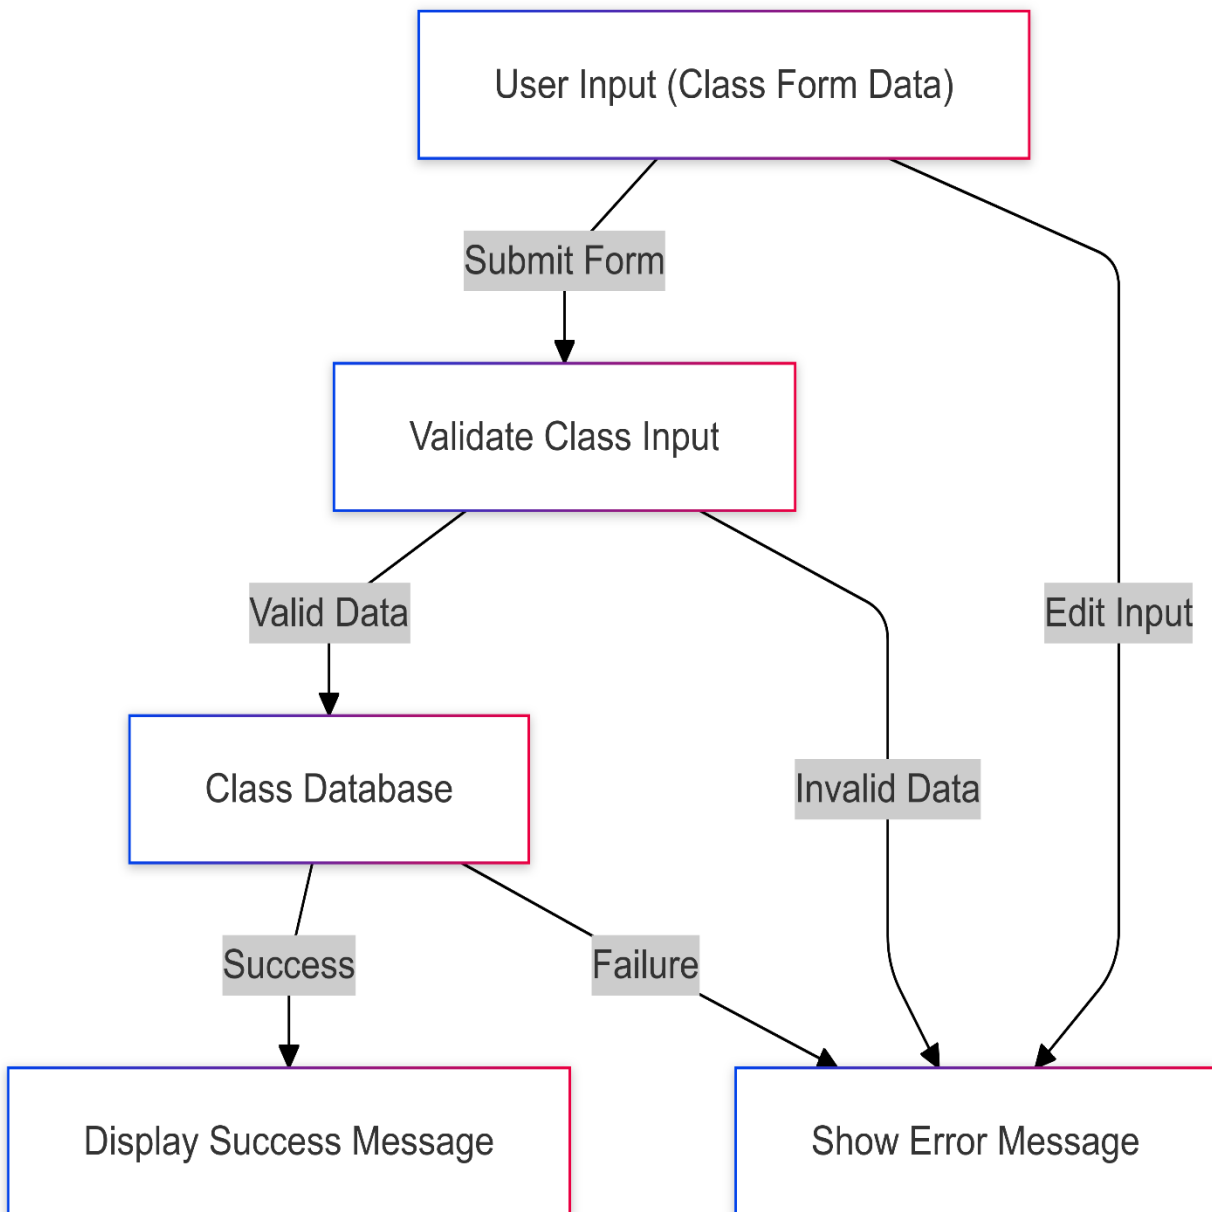 User Input (Class Form Data)
Submit Form
Validate Class Input
Valid Data
Edit Input
Class Database
Invalid Data
Success
Failure
Display Success Message
Show Error Message